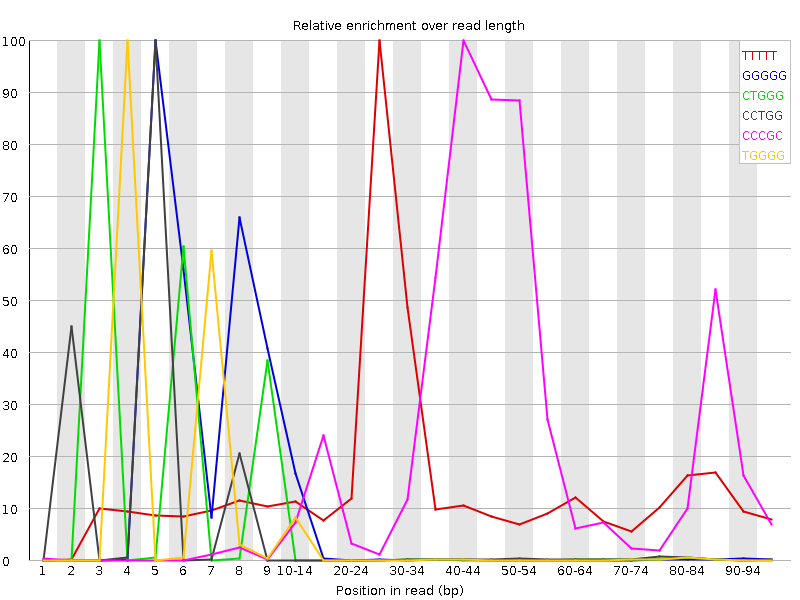 Relative enrichment over read length
100
90
80
70
60
50
40
30
20
10
0
TTTTT
GGGGG
CTGGG
CCTGG
CCCGC
TGGGG
1 2 3 4 5 6 7 8 9 10-14 20-24 30-34 40-44 50-54 60-64 70-74 80-84 90-94
Position in read (bp)